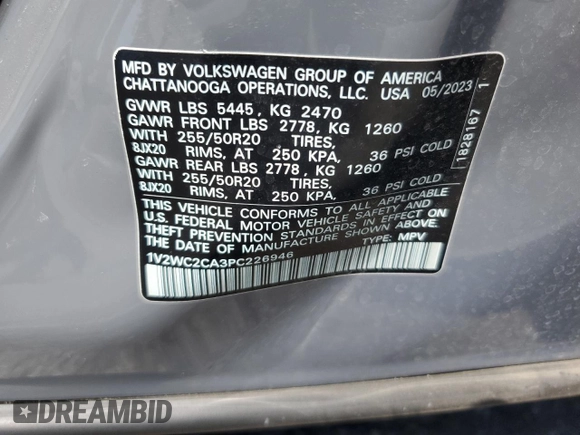 MFD BY VOLKSWAGEN GROUP OF AMERICA
CHATTANOOGA OPERATIONS, LLC. USA 05/2023
GVWR LBS 5445, KG 2470
GAWR FRONT LBS 2778, KG 1260
WITH 255/50R20 TIRES,
8JX20 RIMS, AT 250 KPA, 36 PSI COLD
GAWR REAR LBS 2778, KG 1260
WITH 255/50R20 TIRES,
8JX20 RIMS, AT 250 KPA, 36 PSI COLD
THIS VEHICLE CONFORMS TO ALL APPLICABLE
U.S. FEDERAL MOTOR VEHICLE SAFETY AND
THEFT PREVENTION STANDARDS IN EFFECT ON
THE DATE OF MANUFACTURE SHOWN ABOVE.
1V2WC2CA3PC226946 TYPE: MPV
1828167 1
DREAMBID